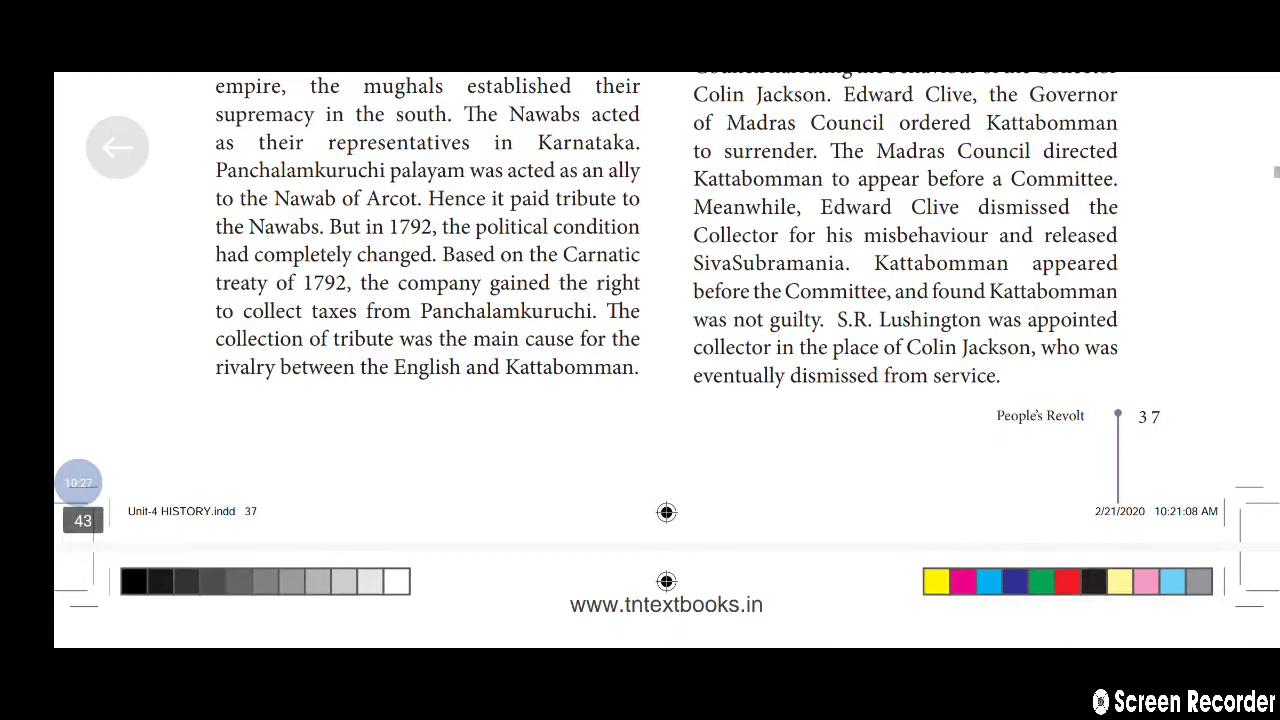 empire, the mughals established their
supremacy in the south. The Nawabs acted
as their representatives in Karnataka.
Panchalamkuruchi palayam was acted as an ally
to the Nawab of Arcot. Hence it paid tribute to
the Nawabs. But in 1792, the political condition
had completely changed. Based on the Carnatic
treaty of 1792, the company gained the right
to collect taxes from Panchalamkuruchi. The
collection of tribute was the main cause for the
rivalry between the English and Kattabomman.
Colin Jackson. Edward Clive, the Governor
of Madras Council ordered Kattabomman
to surrender. The Madras Council directed
Kattabomman to appear before a Committee.
Meanwhile, Edward Clive dismissed the
Collector for his misbehaviour and released
SivaSubramania. Kattabomman appeared
before the Committee, and found Kattabomman
was not guilty. S.R. Lushington was appointed
collector in the place of Colin Jackson, who was
eventually dismissed from service.
People's Revolt 37
10:27
43
Unit-4 HISTORY.indd 37
2/21/2020 10:21:08 AM
www.tntextbooks.in
Screen Recorder